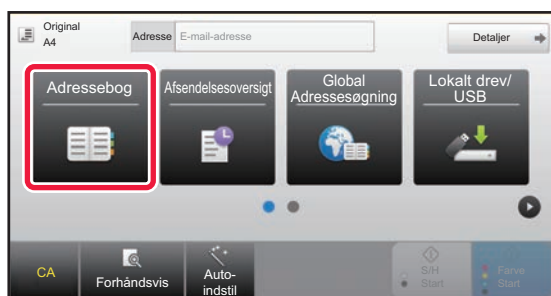 Original
A4
Adresse
E-mail-adresse
Detaljer
Adressebog
Afsendelsesoversigt
Global
Adressesøgning
Lokalt drev/
USB
CA
Forhåndsvis
Auto-
indstil
S/H
Start
Farve
Start